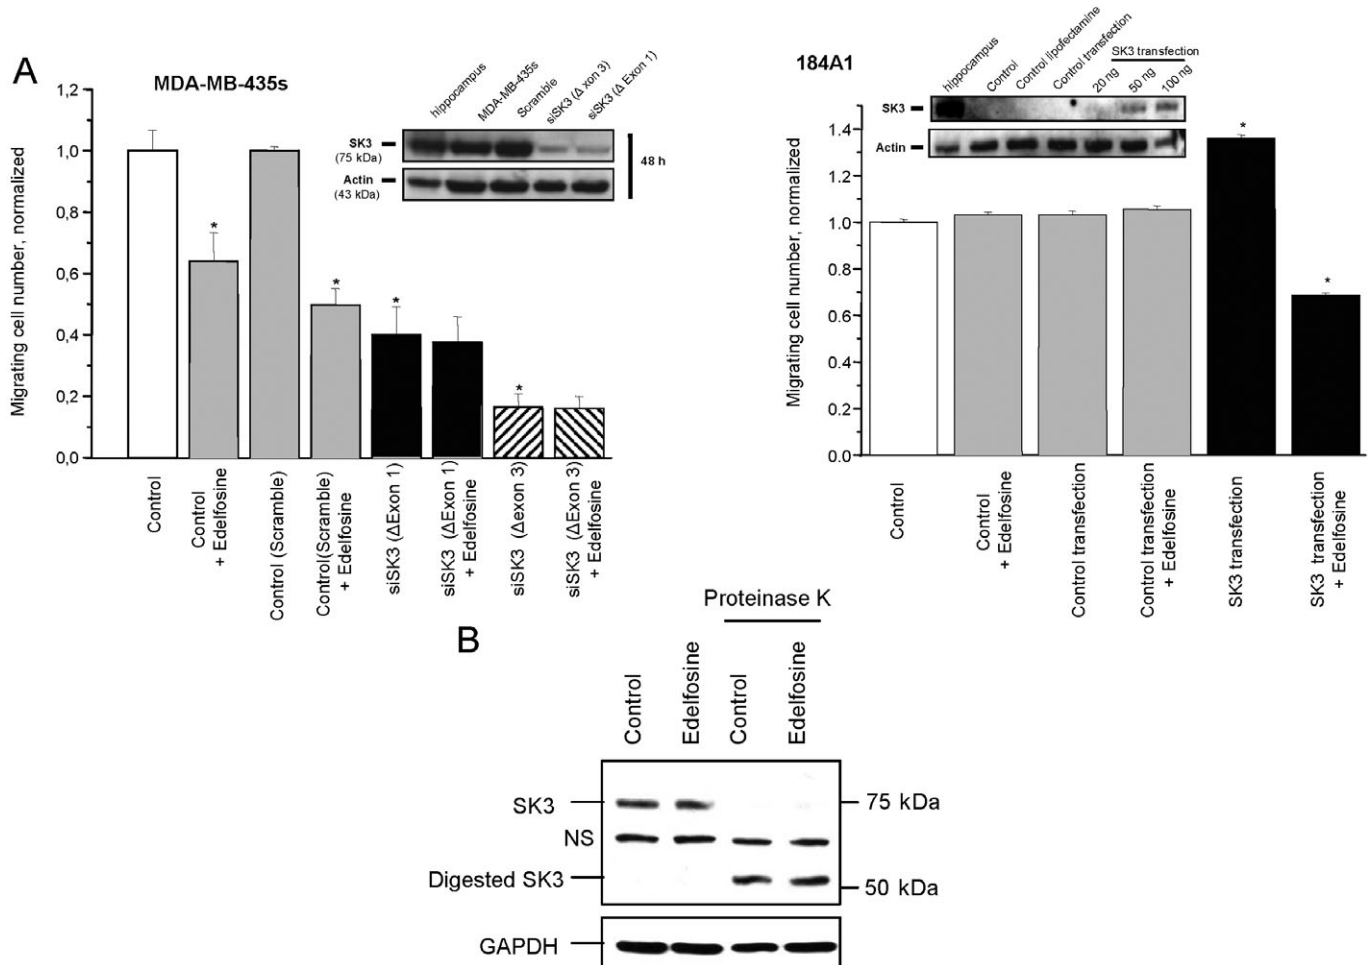 A
MDA-MB-435s
Migrating cell number, normalized
1,2
1,0
0,8
0,6
0,4
0,2
0,0
*
*
*
*
hippocampus
MDA-MB-435s
Scramble
siSK3 (Δ xon 3)
siSK3 (Δ Exon 1)
SK3
(75 kDa)
Actin
(43 kDa)
48 h
Control
Control
+ Edelfosine
Control (Scramble)
Control(Scramble)
+ Edelfosine
siSK3 (ΔExon 1)
siSK3 (ΔExon 1)
+ Edelfosine
siSK3 (Δexon 3)
siSK3 (ΔExon 3)
+ Edelfosine
184A1
Migrating cell number, normalized
1.4
1.2
1.0
0.8
0.6
0.4
0.2
0.0
*
*
hippocampus
Control
Control lipofectamine
Control transfection
SK3 transfection
20 ng
50 ng
100 ng
SK3
Actin
Control
Control
+ Edelfosine
Control transfection
Control transfection
+ Edelfosine
SK3 transfection
SK3 transfection
+ Edelfosine
B
Proteinase K
Control
Edelfosine
Control
Edelfosine
SK3
NS
Digested SK3
GAPDH
75 kDa
50 kDa